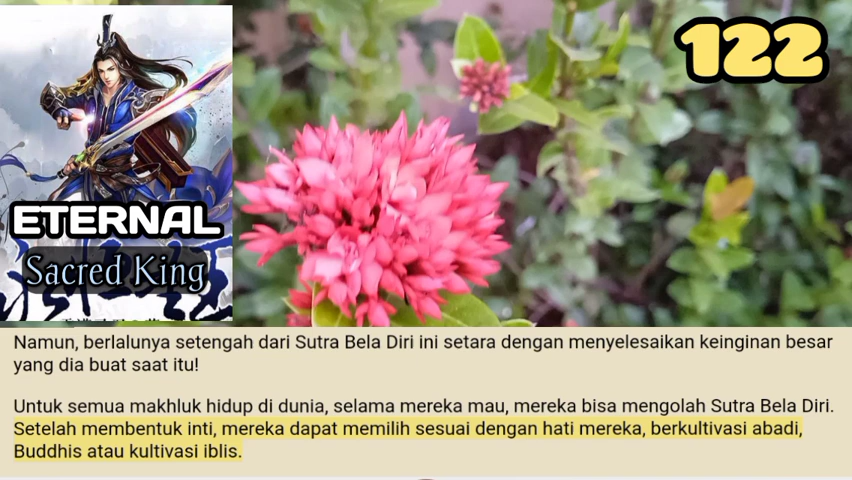 122
ETERNAL
Sacred King
Namun, berlalunya setengah dari Sutra Bela Diri ini setara dengan menyelesaikan keinginan besar
yang dia buat saat itu!
Untuk semua makhluk hidup di dunia, selama mereka mau, mereka bisa mengolah Sutra Bela Diri.
Setelah membentuk inti, mereka dapat memilih sesuai dengan hati mereka, berkultivasi abadi,
Buddhis atau kultivasi iblis.